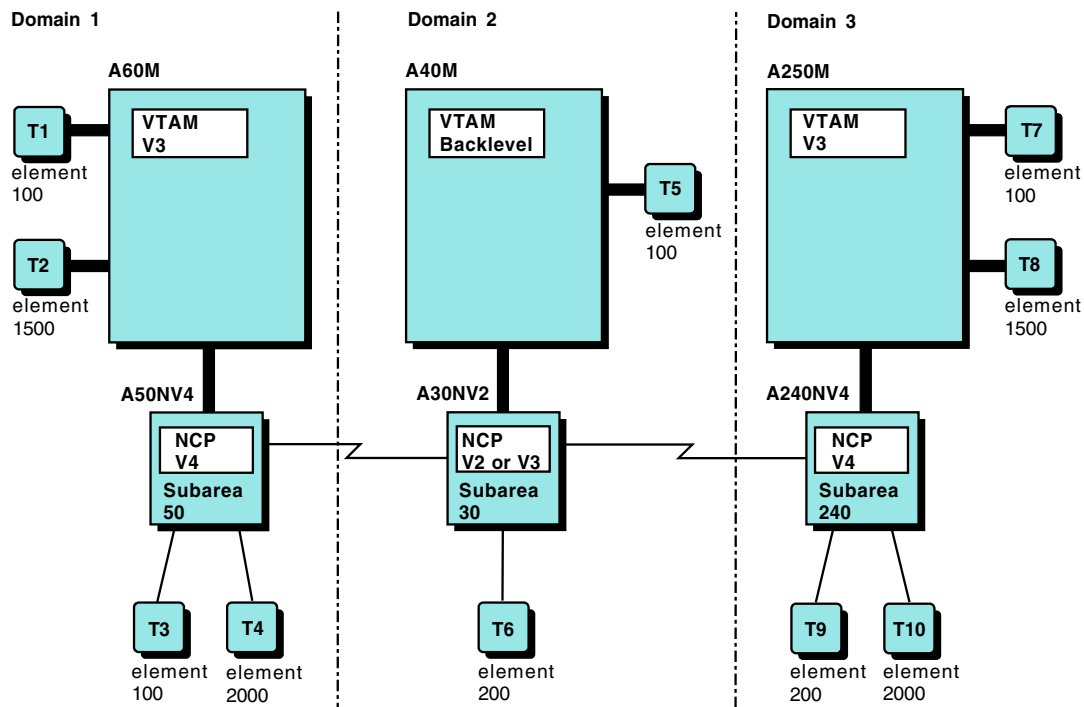 Domain 1
Domain 2
Domain 3
A60M
A40M
A250M
VTAM
V3
VTAM
Backlevel
VTAM
V3
T1
element
100
T2
element
1500
T5
element
100
T7
element
100
T8
element
1500
A50NV4
A30NV2
A240NV4
NCP
V4
Subarea
50
NCP
V2 or V3
Subarea
30
NCP
V4
Subarea
240
T3
element
100
T4
element
2000
T6
element
200
T9
element
200
T10
element
2000